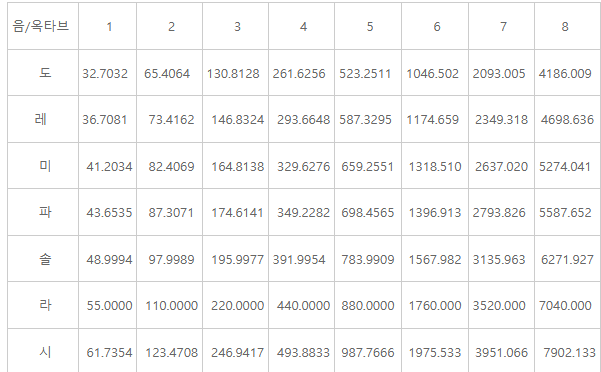 음/옥타브 1 2 3 4 5 6 7 8
도 32.7032 65.4064 130.8128 261.6256 523.2511 1046.502 2093.005 4186.009
레 36.7081 73.4162 146.8324 293.6648 587.3295 1174.659 2349.318 4698.636
미 41.2034 82.4069 164.8138 329.6276 659.2551 1318.510 2637.020 5274.041
파 43.6535 87.3071 174.6141 349.2282 698.4565 1396.913 2793.826 5587.652
솔 48.9994 97.9989 195.9977 391.9954 783.9909 1567.982 3135.963 6271.927
라 55.0000 110.0000 220.0000 440.0000 880.0000 1760.000 3520.000 7040.000
시 61.7354 123.4708 246.9417 493.8833 987.7666 1975.533 3951.066 7902.133